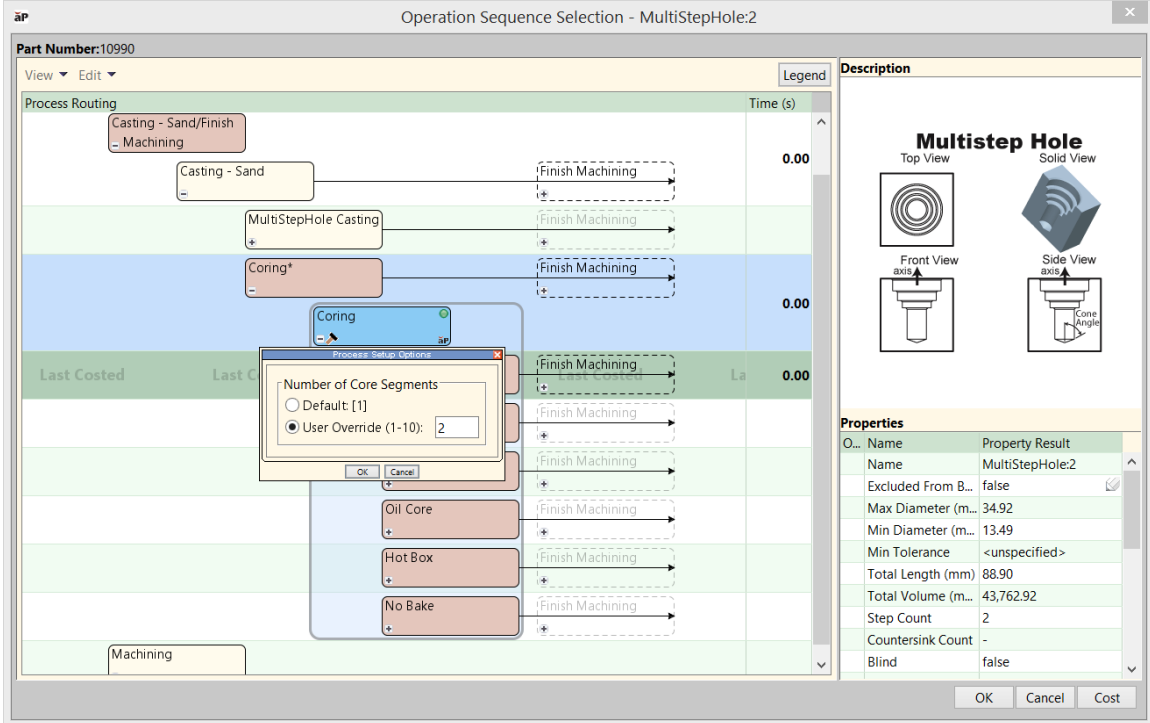 aP
Operation Sequence Selection - MultiStepHole:2
Part Number:10990
View Edit
Legend
Process Routing
Time (s)
Casting - Sand/Finish
Machining
0.00
Casting - Sand
Finish Machining
MultiStepHole Casting
Finish Machining
Coring*
Finish Machining
0.00
Coring
aP
Last Costed
Last C
Finish Machining
Last Costed
La
0.00
Process Setup Options
Number of Core Segments
Default: [1]
User Override (1-10): 2
OK Cancel
Finish Machining
Finish Machining
Oil Core
Finish Machining
Hot Box
Finish Machining
No Bake
Finish Machining
Machining
Description
Multistep Hole
Top View
Solid View
Front View
axis
Side View
axis
Cone
Angle
Properties
O... Name Property Result
Name MultiStepHole:2
Excluded From B... false
Max Diameter (m... 34.92
Min Diameter (m... 13.49
Min Tolerance <unspecified>
Total Length (mm) 88.90
Total Volume (m... 43,762.92
Step Count 2
Countersink Count -
Blind false
OK Cancel Cost